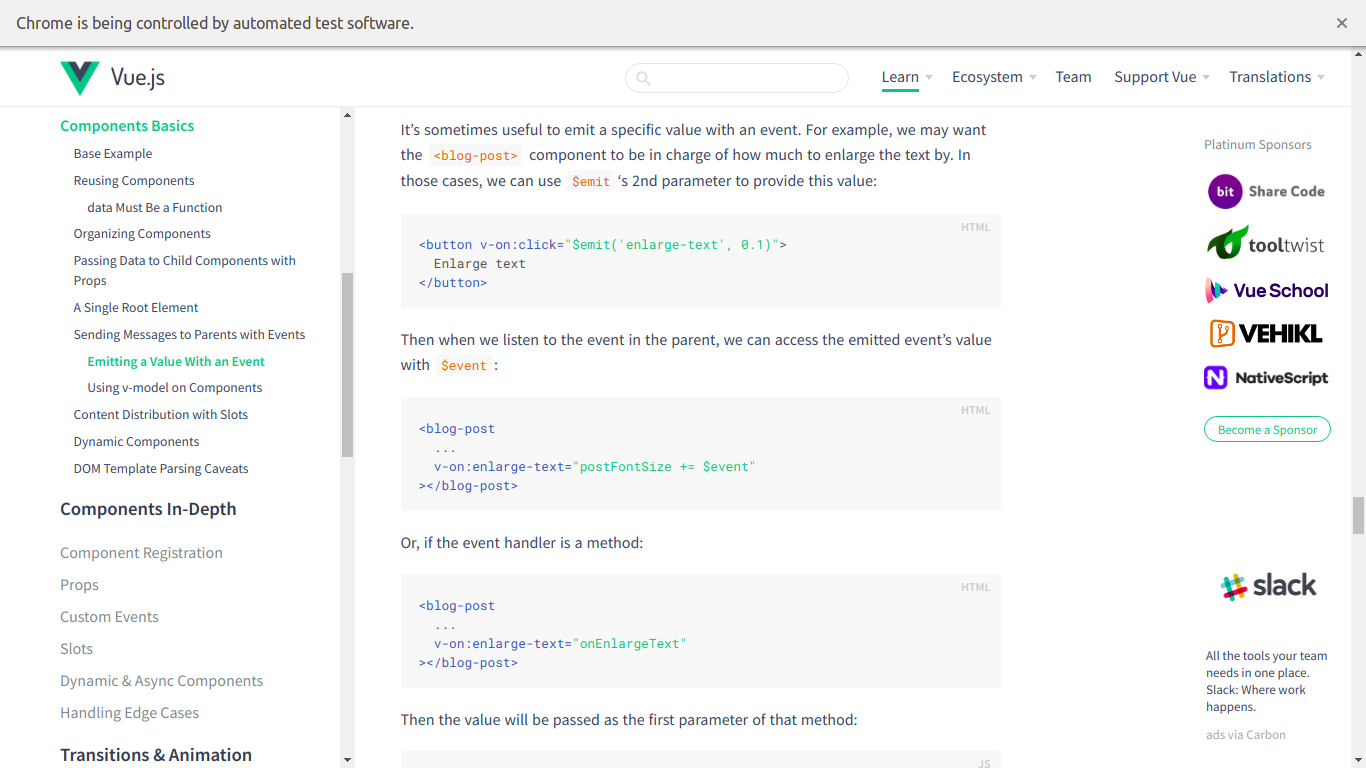 Chrome is being controlled by automated test software.
Vue.js
Learn
Ecosystem
Team
Support Vue
Translations
Components Basics
Base Example
Reusing Components
data Must Be a Function
Organizing Components
Passing Data to Child Components with
Props
A Single Root Element
Sending Messages to Parents with Events
Emitting a Value With an Event
Using v-model on Components
Content Distribution with Slots
Dynamic Components
DOM Template Parsing Caveats
Components In-Depth
Component Registration
Props
Custom Events
Slots
Dynamic & Async Components
Handling Edge Cases
Transitions & Animation
It’s sometimes useful to emit a specific value with an event. For example, we may want
the <blog-post> component to be in charge of how much to enlarge the text by. In
those cases, we can use $emit ‘s 2nd parameter to provide this value:
HTML
<button v-on:click="$emit('enlarge-text', 0.1)">
Enlarge text
</button>
Then when we listen to the event in the parent, we can access the emitted event’s value
with $event :
HTML
<blog-post
...
v-on:enlarge-text="postFontSize += $event"
></blog-post>
Or, if the event handler is a method:
HTML
<blog-post
...
v-on:enlarge-text="onEnlargeText"
></blog-post>
Then the value will be passed as the first parameter of that method:
JS
Platinum Sponsors
bit Share Code
tooltwist
Vue School
VEHIKL
NativeScript
Become a Sponsor
slack
All the tools your team
needs in one place.
Slack: Where work
happens.
ads via Carbon